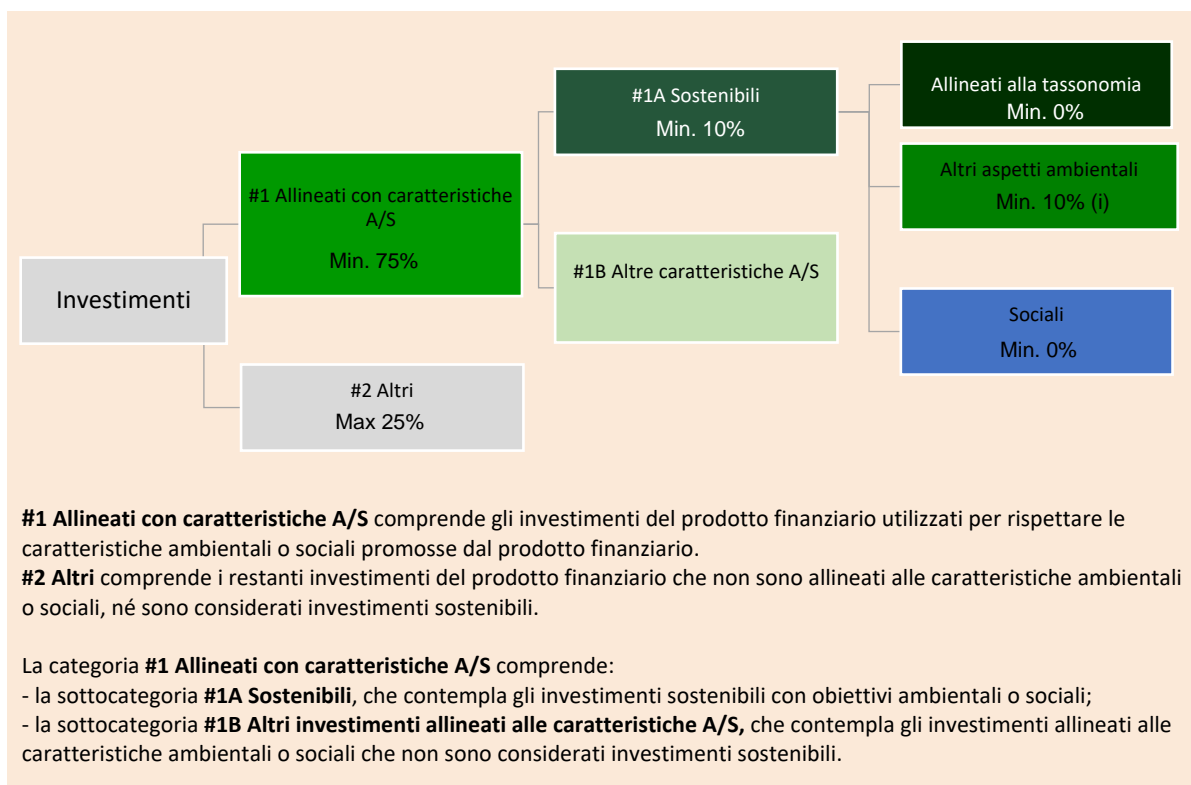 #1A Sostenibili
Min. 10%
Allineati alla tassonomia
Min. 0%
#1 Allineati con caratteristiche
A/S
Min. 75%
Altri aspetti ambientali
Min. 10% (i)
Investimenti
#1B Altre caratteristiche A/S
Sociali
Min. 0%
#2 Altri
Max 25%
#1 Allineati con caratteristiche A/S comprende gli investimenti del prodotto finanziario utilizzati per rispettare le
caratteristiche ambientali o sociali promosse dal prodotto finanziario.
#2 Altri comprende i restanti investimenti del prodotto finanziario che non sono allineati alle caratteristiche ambientali
o sociali, né sono considerati investimenti sostenibili.
La categoria #1 Allineati con caratteristiche A/S comprende:
- la sottocategoria #1A Sostenibili, che contempla gli investimenti sostenibili con obiettivi ambientali o sociali;
- la sottocategoria #1B Altri investimenti allineati alle caratteristiche A/S, che contempla gli investimenti allineati alle
caratteristiche ambientali o sociali che non sono considerati investimenti sostenibili.